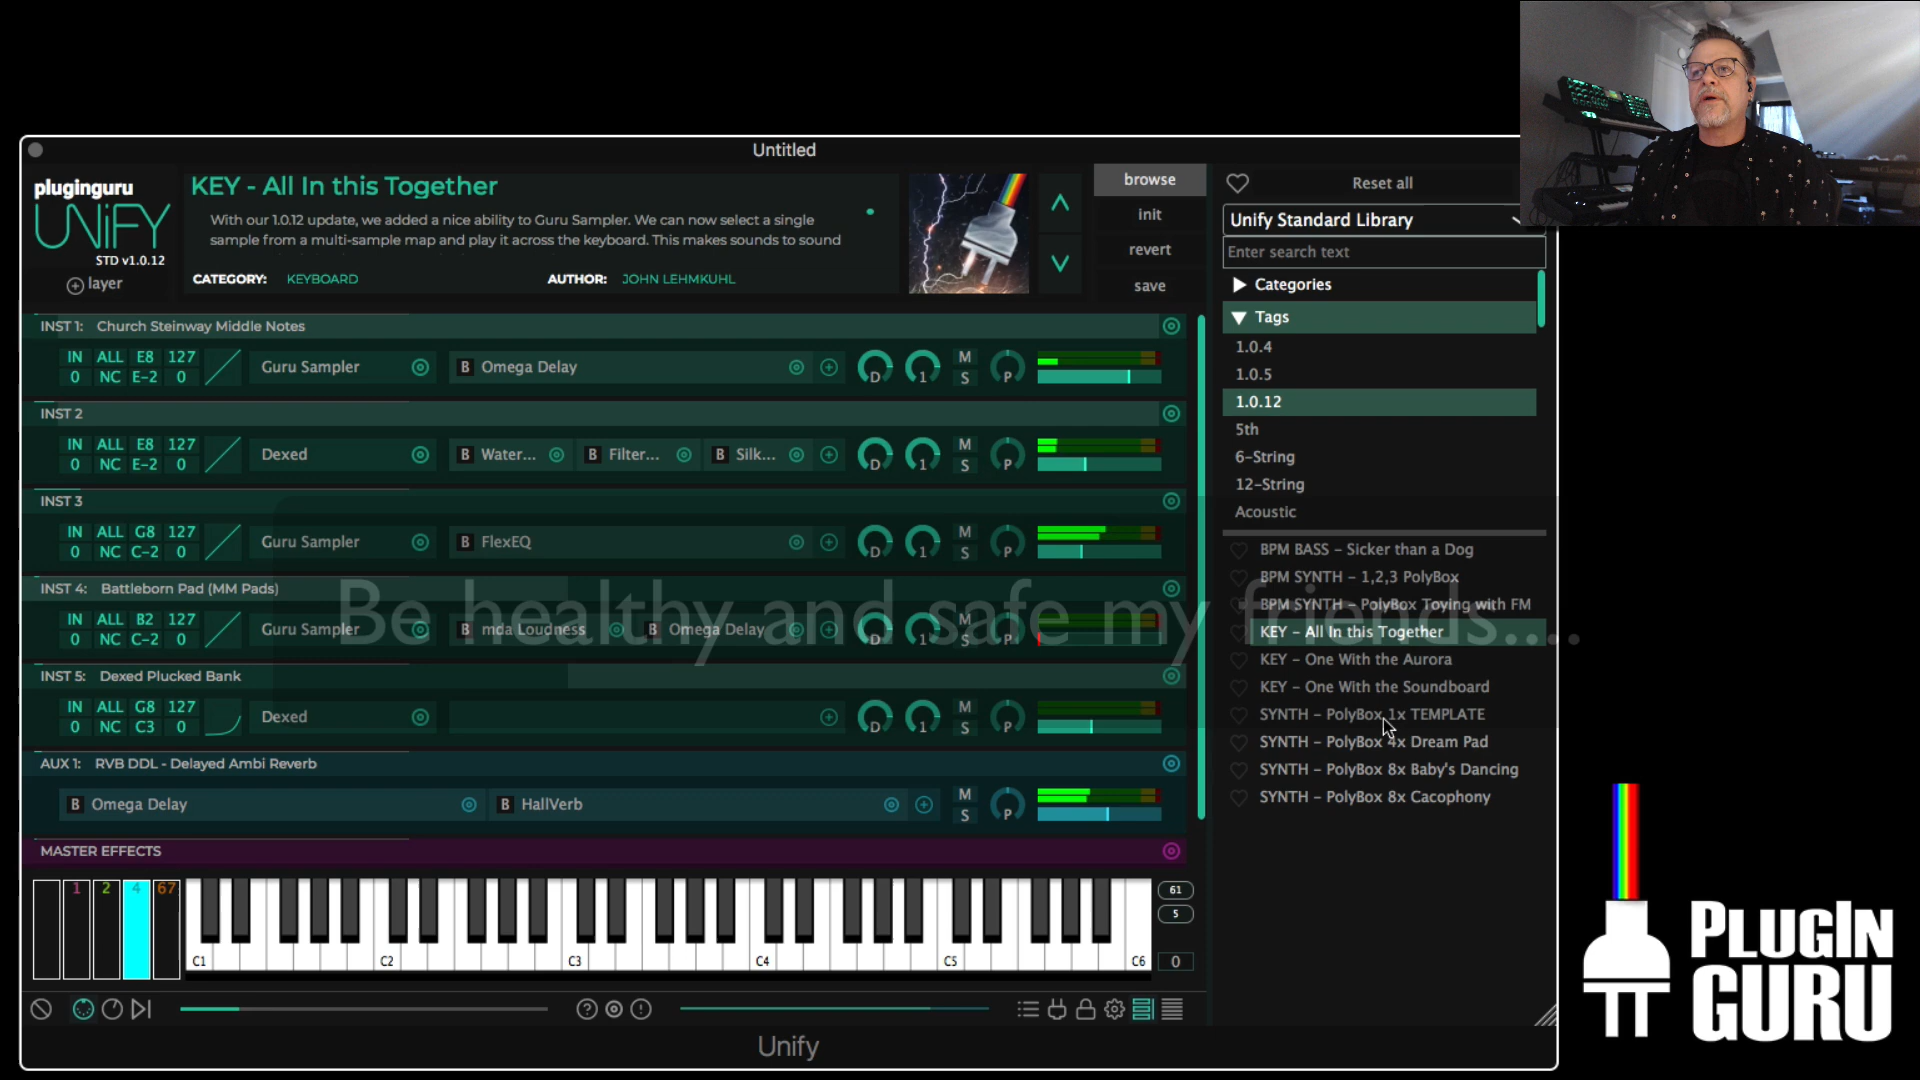 Untitled
pluginguru
UNiFY
STD v1.0.12
layer
KEY - All In this Together
With our 1.0.12 update, we added a nice ability to Guru Sampler. We can now select a single
sample from a multi-sample map and play it across the keyboard. This makes sounds to sound
CATEGORY: KEYBOARD AUTHOR: JOHN LEHMKUHL
browse
init
revert
save
Reset all
Unify Standard Library
Enter search text
Categories
Tags
1.0.4
1.0.5
1.0.12
5th
6-String
12-String
Acoustic
BPM BASS - Sicker than a Dog
BPM SYNTH - 1,2,3 PolyBox
BPM SYNTH - PolyBox Toying with FM
KEY - All In this Together
KEY - One With the Aurora
KEY - One With the Soundboard
SYNTH - PolyBox 1x TEMPLATE
SYNTH - PolyBox 4x Dream Pad
SYNTH - PolyBox 8x Baby's Dancing
SYNTH - PolyBox 8x Cacophony
INST 1: Church Steinway Middle Notes
IN ALL E8 127
0 NC E-2 0
Guru Sampler B Omega Delay D 1 M S P
INST 2
IN ALL E8 127
0 NC E-2 0
Dexed B Water... B Filter... B Silk... D 1 M S P
INST 3
IN ALL G8 127
0 NC C-2 0
Guru Sampler B FlexEQ D 1 M S P
INST 4: Battleborn Pad (MM Pads)
IN ALL B2 127
0 NC C-2 0
Guru Sampler B mda Loudness B Omega Delay D 1 M S P
Be healthy and safe my friends....
INST 5: Dexed Plucked Bank
IN ALL G8 127
0 NC C3 0
Dexed D 1 M S P
AUX 1: RVB DDL - Delayed Ambi Reverb
B Omega Delay B HallVerb M S P
MASTER EFFECTS
1 2 4 67
C1 C2 C3 C4 C5 C6
61
5
0
Unify
PLUGIN
GURU